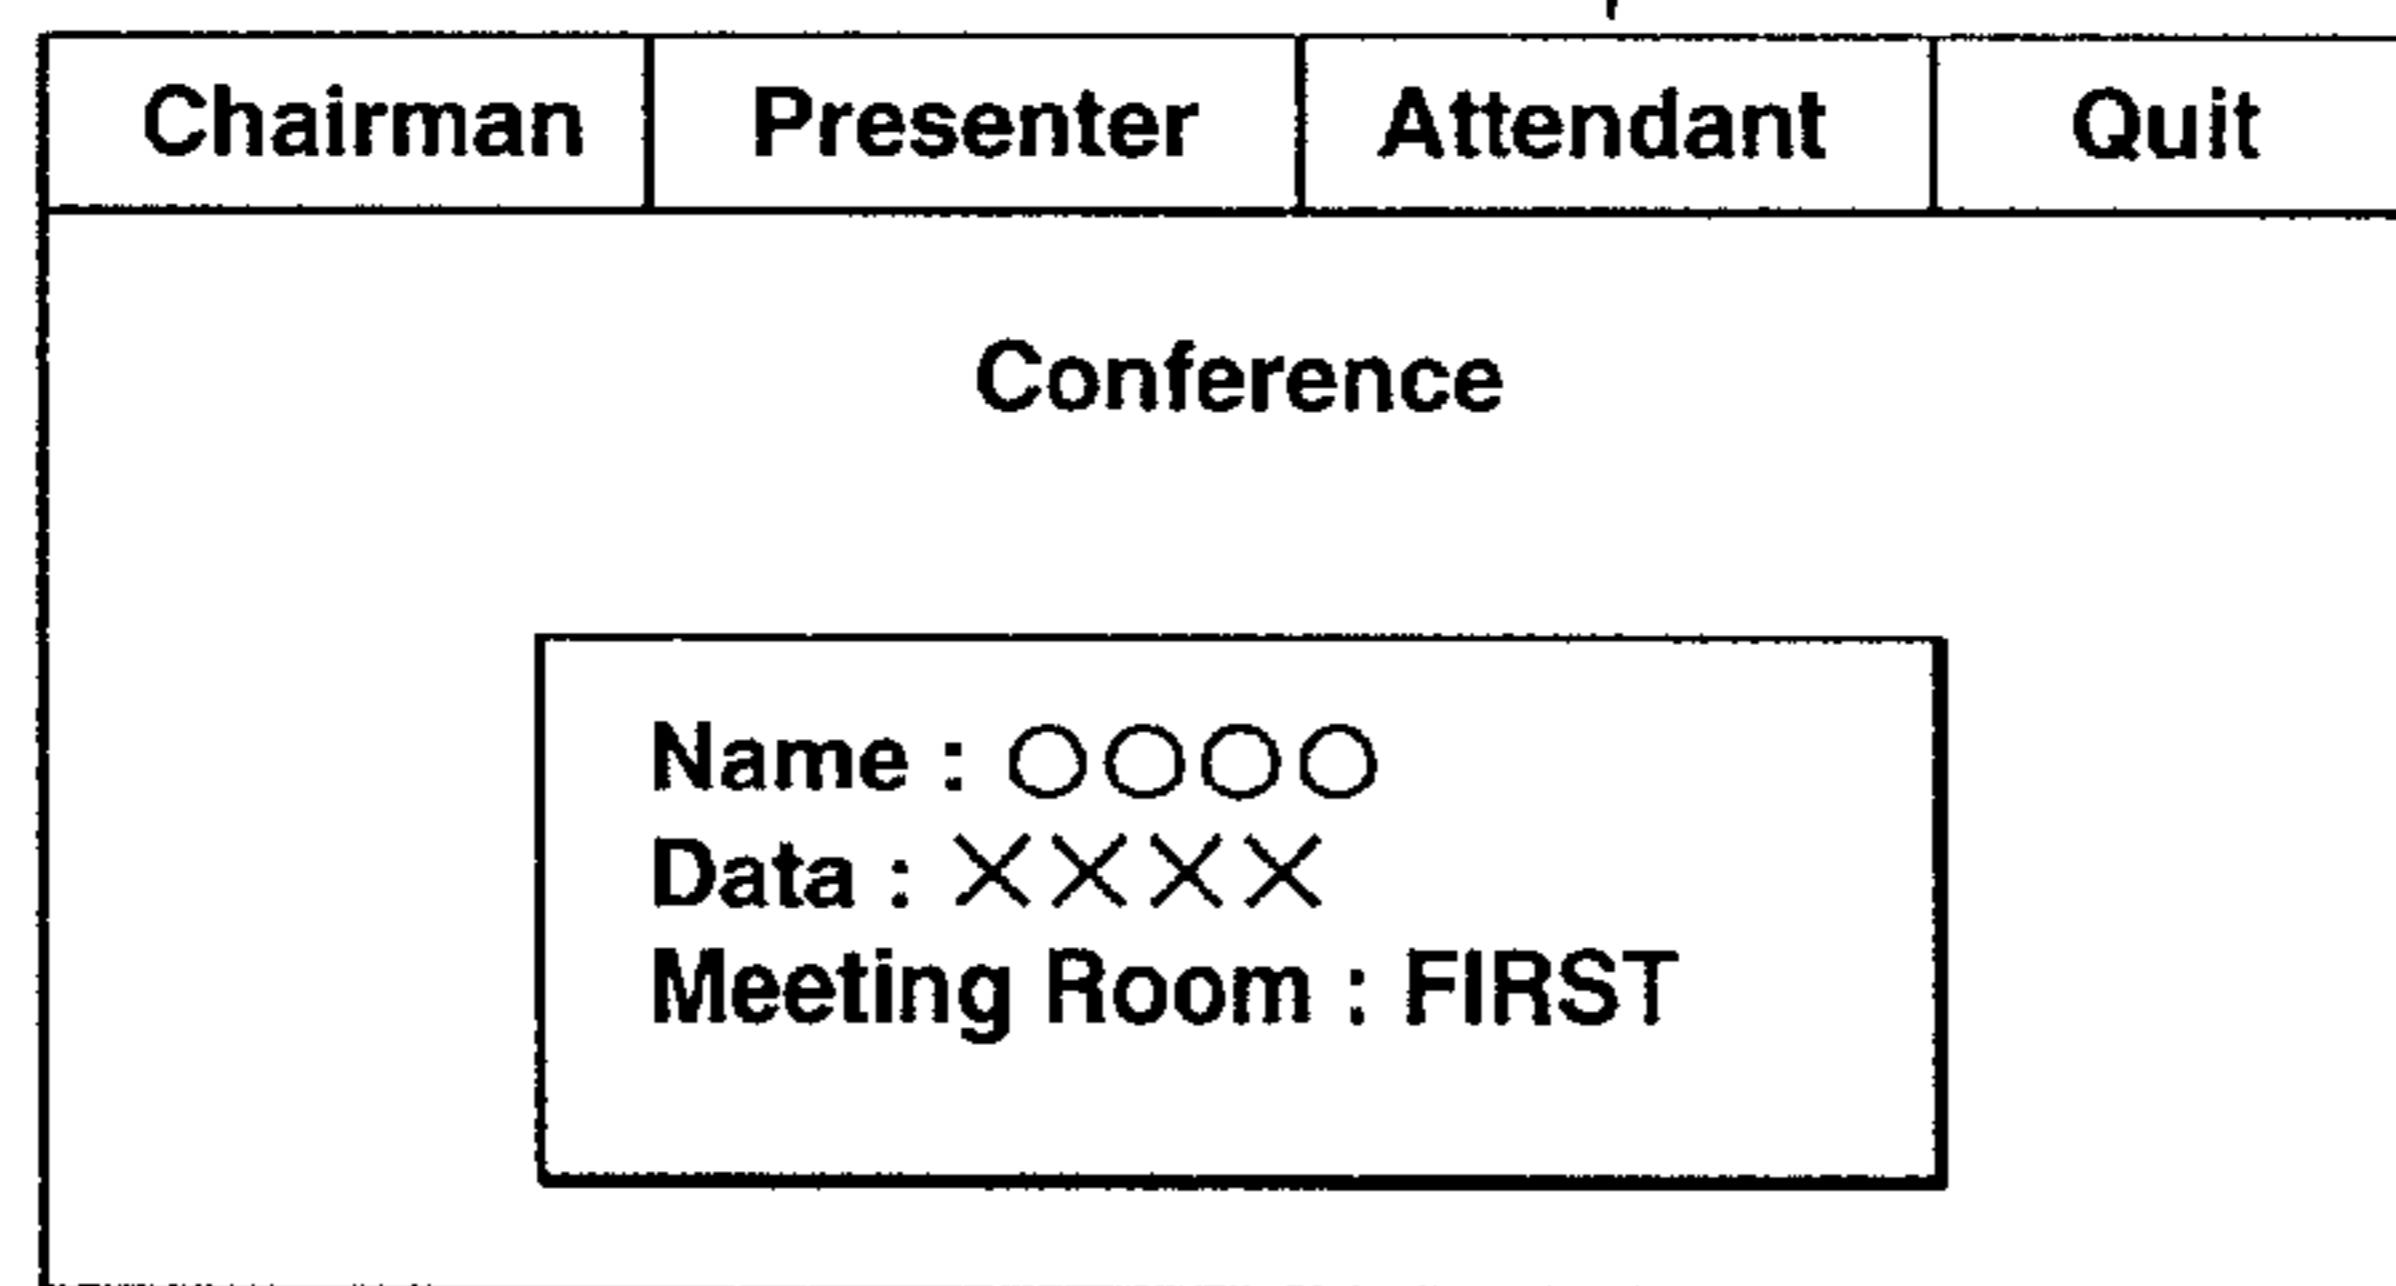 Chairman Presenter Attendant Quit
Conference
Name : ○○○○
Data : ××××
Meeting Room : FIRST